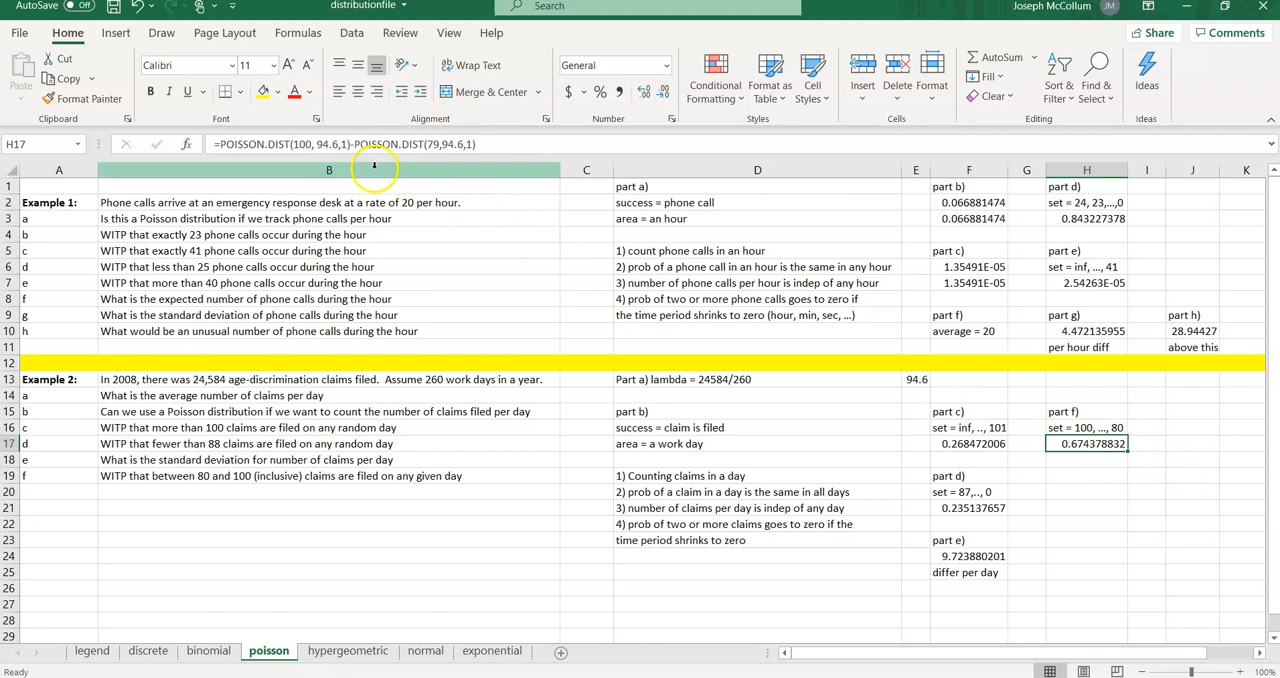 AutoSave Off distributionfile Search Joseph McCollum JM
File Home Insert Draw Page Layout Formulas Data Review View Help Share Comments
Paste Cut Copy Format Painter Calibri 11 B I U Wrap Text Merge & Center General $ % Conditional Formatting Format as Table Cell Styles Insert Delete Format AutoSum Fill Clear Sort & Filter Find & Select Ideas
Clipboard Font Alignment Number Styles Cells Editing Ideas
H17 fx =POISSON.DIST(100, 94.6,1)-POISSON.DIST(79,94.6,1)
A B C D E F G H I J K
1 part a) part b) part d)
2 Example 1: Phone calls arrive at an emergency response desk at a rate of 20 per hour. success = phone call 0.066881474 set = 24, 23,...,0
3 a Is this a Poisson distribution if we track phone calls per hour area = an hour 0.066881474 0.843227378
4 b WITP that exactly 23 phone calls occur during the hour
5 c WITP that exactly 41 phone calls occur during the hour 1) count phone calls in an hour part c) part e)
6 d WITP that less than 25 phone calls occur during the hour 2) prob of a phone call in an hour is the same in any hour 1.35491E-05 set = inf, ..., 41
7 e WITP that more than 40 phone calls occur during the hour 3) number of phone calls per hour is indep of any hour 1.35491E-05 2.54263E-05
8 f What is the expected number of phone calls during the hour 4) prob of two or more phone calls goes to zero if
9 g What is the standard deviation of phone calls during the hour the time period shrinks to zero (hour, min, sec, ...) part f) part g) part h)
10 h What would be an unusual number of phone calls during the hour average = 20 4.472135955 28.94427
11 per hour diff above this
12
13 Example 2: In 2008, there was 24,584 age-discrimination claims filed. Assume 260 work days in a year. Part a) lambda = 24584/260 94.6
14 a What is the average number of claims per day
15 b Can we use a Poisson distribution if we want to count the number of claims filed per day part b) part c) part f)
16 c WITP that more than 100 claims are filed on any random day success = claim is filed set = inf, .., 101 set = 100, ..., 80
17 d WITP that fewer than 88 claims are filed on any random day area = a work day 0.268472006 0.674378832
18 e What is the standard deviation for number of claims per day
19 f WITP that between 80 and 100 (inclusive) claims are filed on any given day 1) Counting claims in a day part d)
20 2) prob of a claim in a day is the same in all days set = 87,.., 0
21 3) number of claims per day is indep of any day 0.235137657
22 4) prob of two or more claims goes to zero if the
23 time period shrinks to zero part e)
24 9.723880201
25 differ per day
26
27
28
29
legend discrete binomial poisson hypergeometric normal exponential
Ready 100%